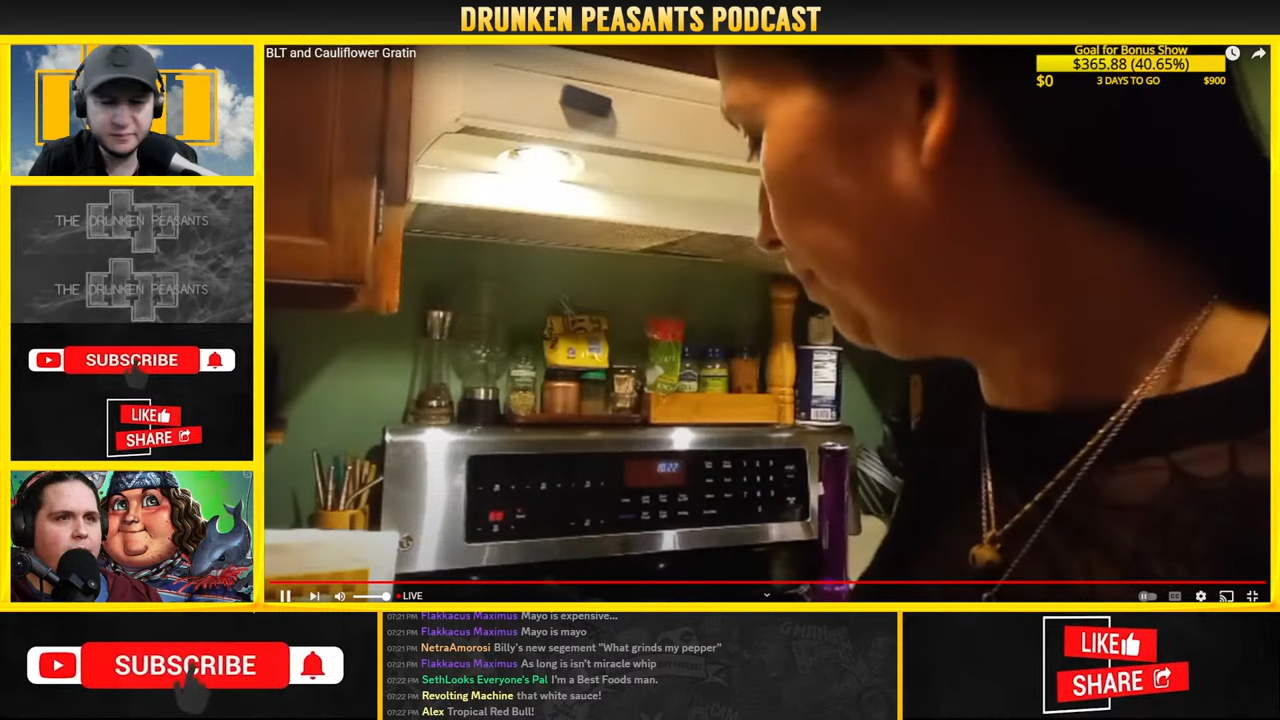 DRUNKEN PEASANTS PODCAST
BLT and Cauliflower Gratin
Goal for Bonus Show
$365.88 (40.65%)
$0 3 DAYS TO GO $900
THE DRUNKEN PEASANTS
THE DRUNKEN PEASANTS
SUBSCRIBE
LIKE
SHARE
10:22
LIVE
07:21 PM Flakkacus Maximus Mayo is expensive...
07:21 PM Flakkacus Maximus Mayo is mayo
07:21 PM NetraAmorosi Billy's new segement "What grinds my pepper"
07:21 PM Flakkacus Maximus As long is isn't miracle whip
07:22 PM SethLooks Everyone's Pal I'm a Best Foods man.
07:22 PM Revolting Machine that white sauce!
07:22 PM Alex Tropical Red Bull!
SUBSCRIBE
LIKE
SHARE